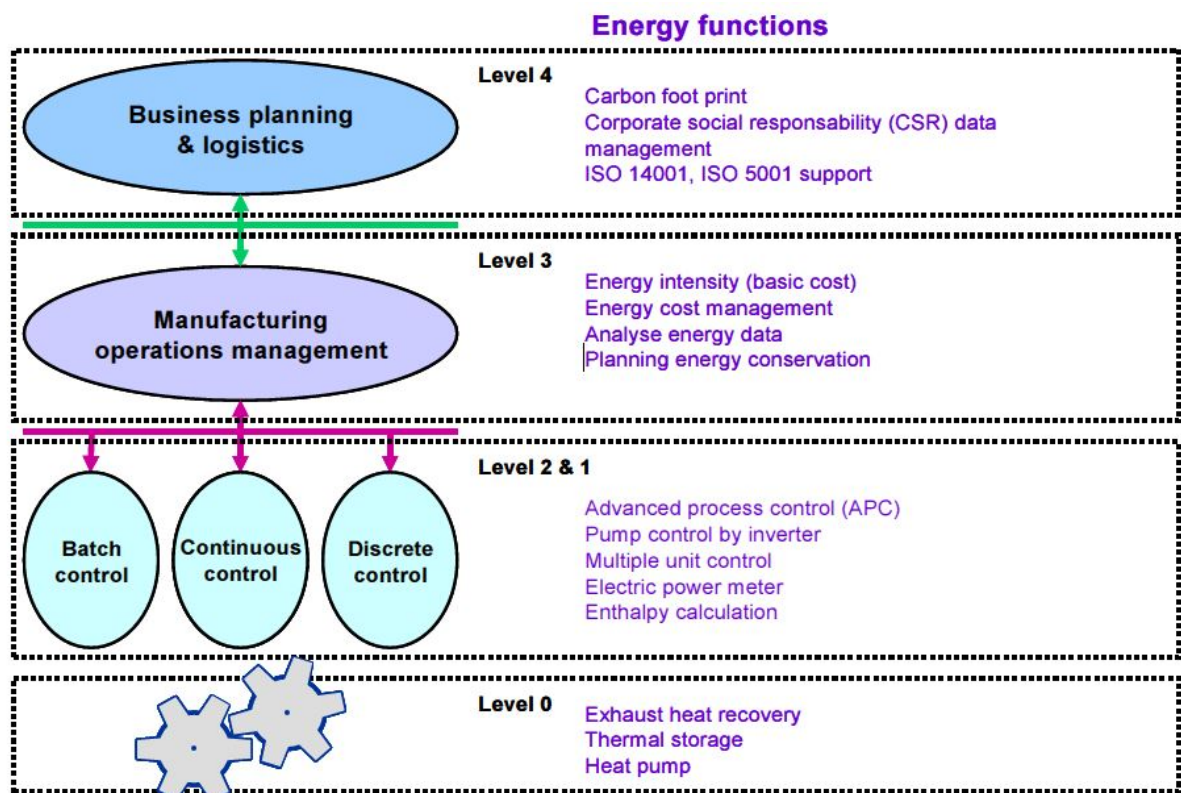 Energy functions
Level 4
Business planning
& logistics
Carbon foot print
Corporate social responsability (CSR) data
management
ISO 14001, ISO 5001 support
Level 3
Manufacturing
operations management
Energy intensity (basic cost)
Energy cost management
Analyse energy data
Planning energy conservation
Level 2 & 1
Batch
control
Continuous
control
Discrete
control
Advanced process control (APC)
Pump control by inverter
Multiple unit control
Electric power meter
Enthalpy calculation
Level 0
Exhaust heat recovery
Thermal storage
Heat pump